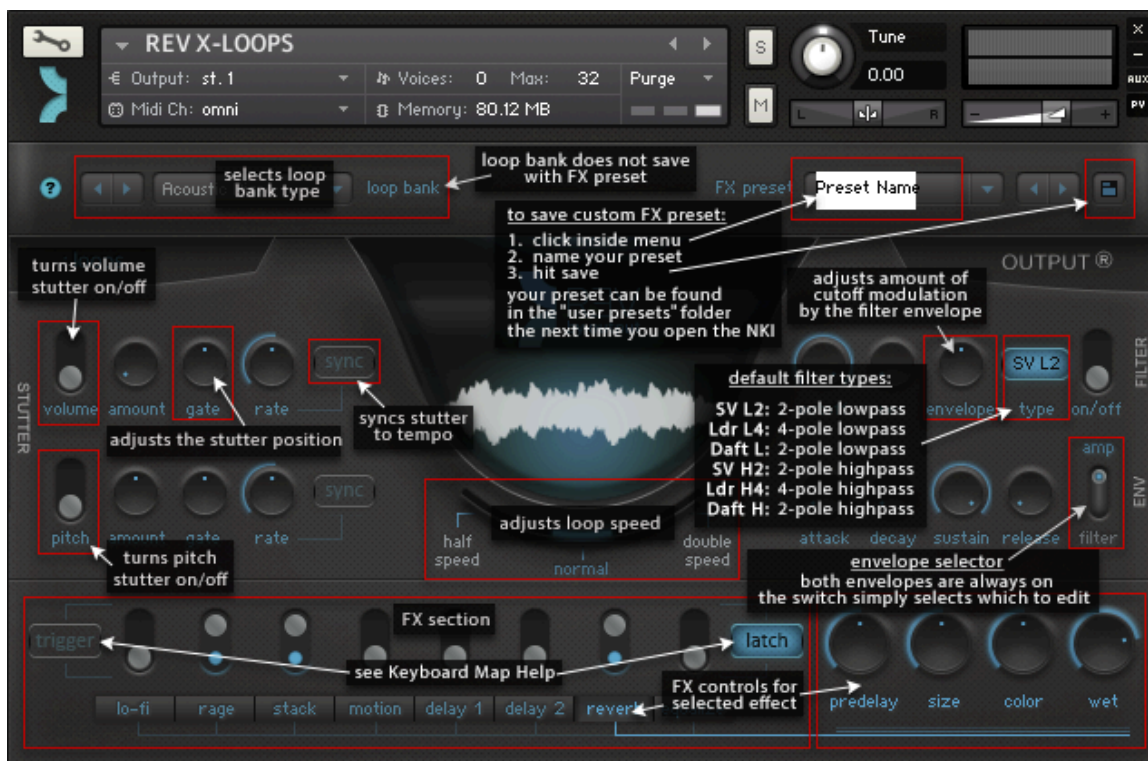 REV X-LOOPS
S
Tune
0.00
X
-
AUX
PV
Output: st. 1
Voices: 0 Max: 32
Purge
Midi Ch: omni
Memory: 80.12 MB
M
L
R
-
+
?
selects loop
bank type
loop bank
loop bank does not save
with FX preset
FX preset
Preset Name
to save custom FX preset:
1. click inside menu
2. name your preset
3. hit save
your preset can be found
in the "user presets" folder
the next time you open the NKI
turns volume
stutter on/off
OUTPUT ®
adjusts amount of
cutoff modulation
by the filter envelope
STUTTER
volume
amount
gate
rate
sync
adjusts the stutter position
syncs stutter
to tempo
envelope
SV L2
type
on/off
FILTER
default filter types:
SV L2: 2-pole lowpass
Ldr L4: 4-pole lowpass
Daft L: 2-pole lowpass
SV H2: 2-pole highpass
Ldr H4: 4-pole highpass
Daft H: 2-pole highpass
pitch
amount
gate
rate
sync
turns pitch
stutter on/off
adjusts loop speed
half
speed
normal
double
speed
attack
decay
sustain
release
amp
filter
ENV
envelope selector
both envelopes are always on
the switch simply selects which to edit
trigger
FX section
latch
see Keyboard Map Help
FX controls for
selected effect
lo-fi
rage
stack
motion
delay 1
delay 2
reverb
predelay
size
color
wet